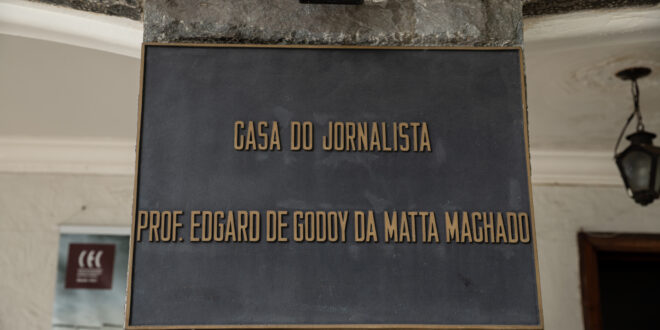 CASA DO JORNALISTA
PROF. EDGARD DE GODOY DA MATTA MACHADO